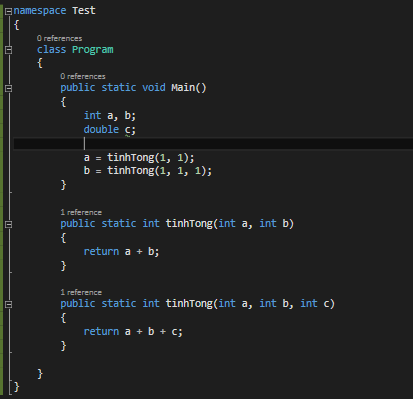 namespace Test
{
0 references
class Program
{
0 references
public static void Main()
{
int a, b;
double c;
a = tinhTong(1, 1);
b = tinhTong(1, 1, 1);
}
1 reference
public static int tinhTong(int a, int b)
{
return a + b;
}
1 reference
public static int tinhTong(int a, int b, int c)
{
return a + b + c;
}
}
}